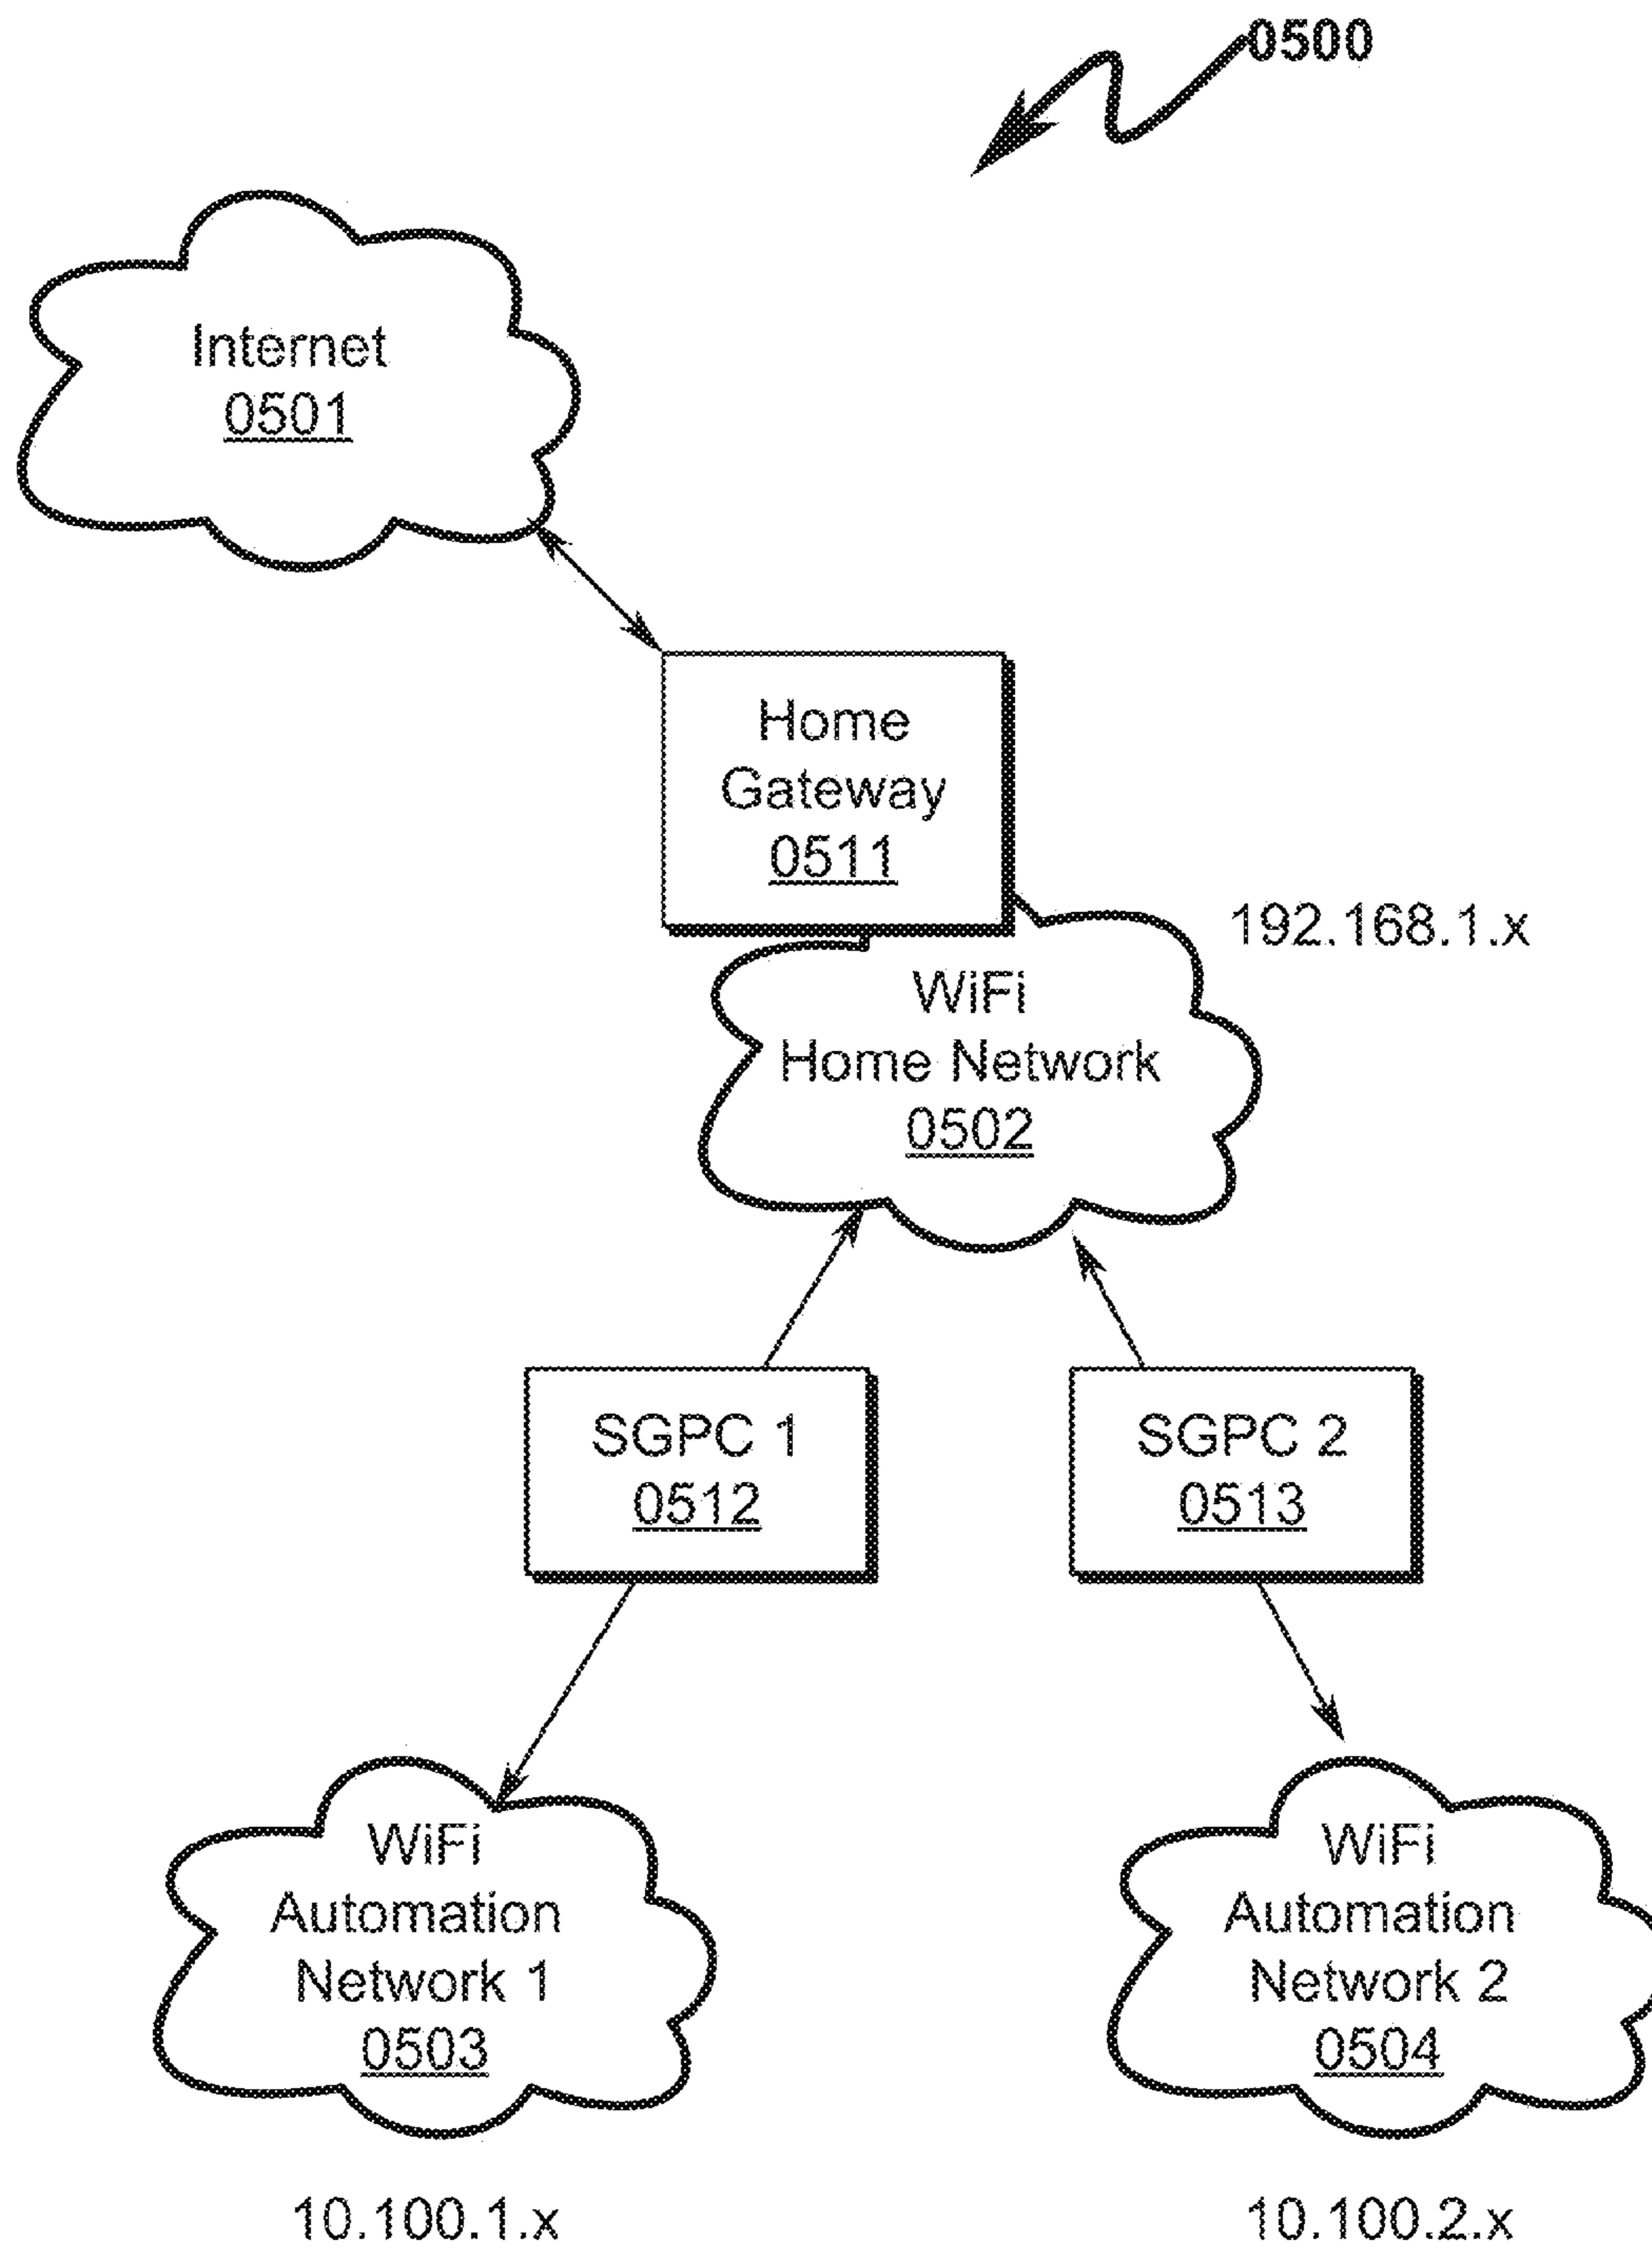 0500
Internet
0501
Home
Gateway
0511
192.168.1.x
WiFi
Home Network
0502
SGPC 1
0512
SGPC 2
0513
WiFi
Automation
Network 1
0503
WiFi
Automation
Network 2
0504
10.100.1.x
10.100.2.x